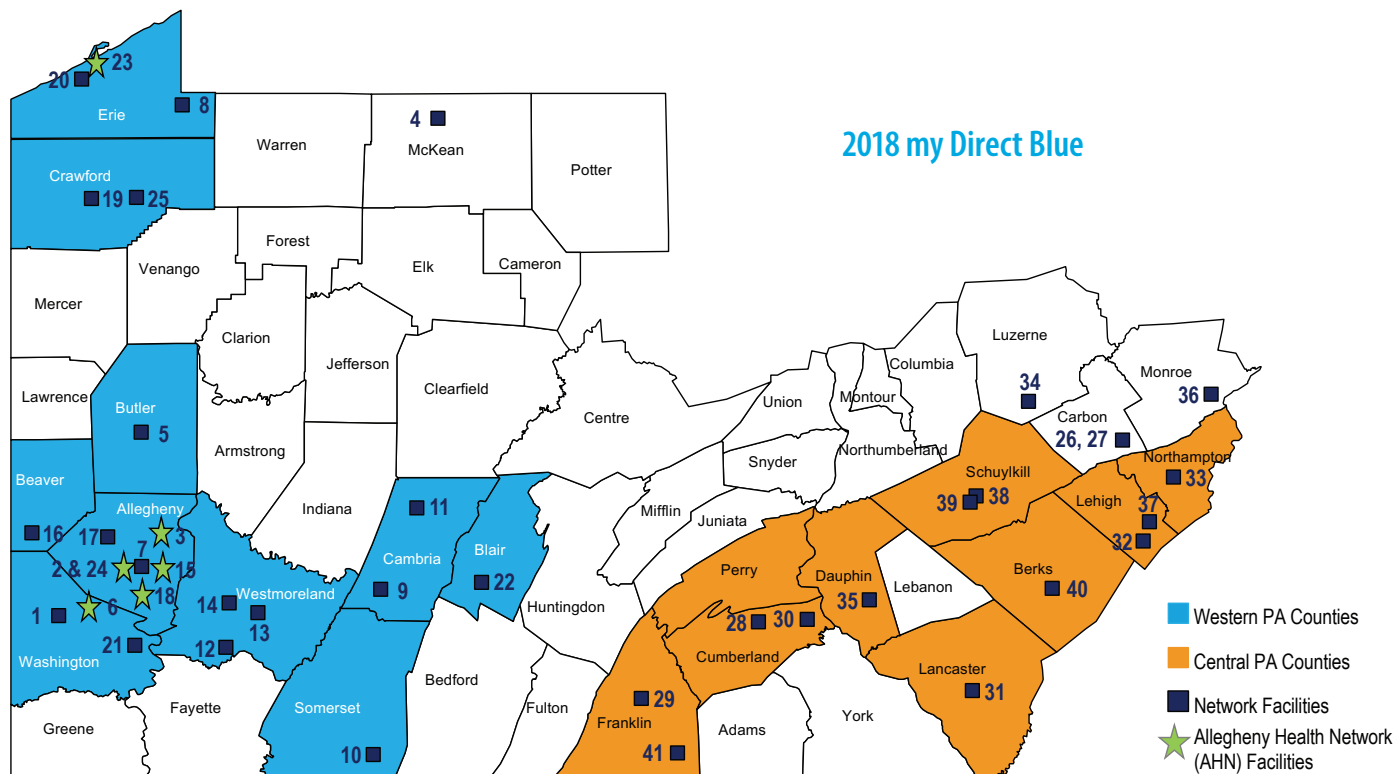 23
20
8
Erie
4
McKean
Warren
2018 my Direct Blue
Potter
Crawford
19
25
Forest
Venango
Elk
Cameron
Mercer
Clarion
Jefferson
Luzerne
Columbia
Monroe
Lawrence
Clearfield
34
36
Butler
5
Centre
Union
Montour
Carbon
26, 27
Armstrong
Northumberland
Northampton
Snyder
Schuylkill
33
Beaver
Allegheny
Indiana
11
Mifflin
39
38
Lehigh
37
16
17
3
7
Juniata
32
2 & 24
15
Cambria
Blair
Perry
Dauphin
Lebanon
Berks
22
9
40
14
Westmoreland
18
6
1
13
Huntingdon
28
30
35
Western PA Counties
21
12
Washington
Cumberland
Lancaster
Central PA Counties
Bedford
31
29
Network Facilities
Somerset
Fayette
Fulton
Franklin
York
Greene
Adams
10
41
Allegheny Health Network
(AHN) Facilities